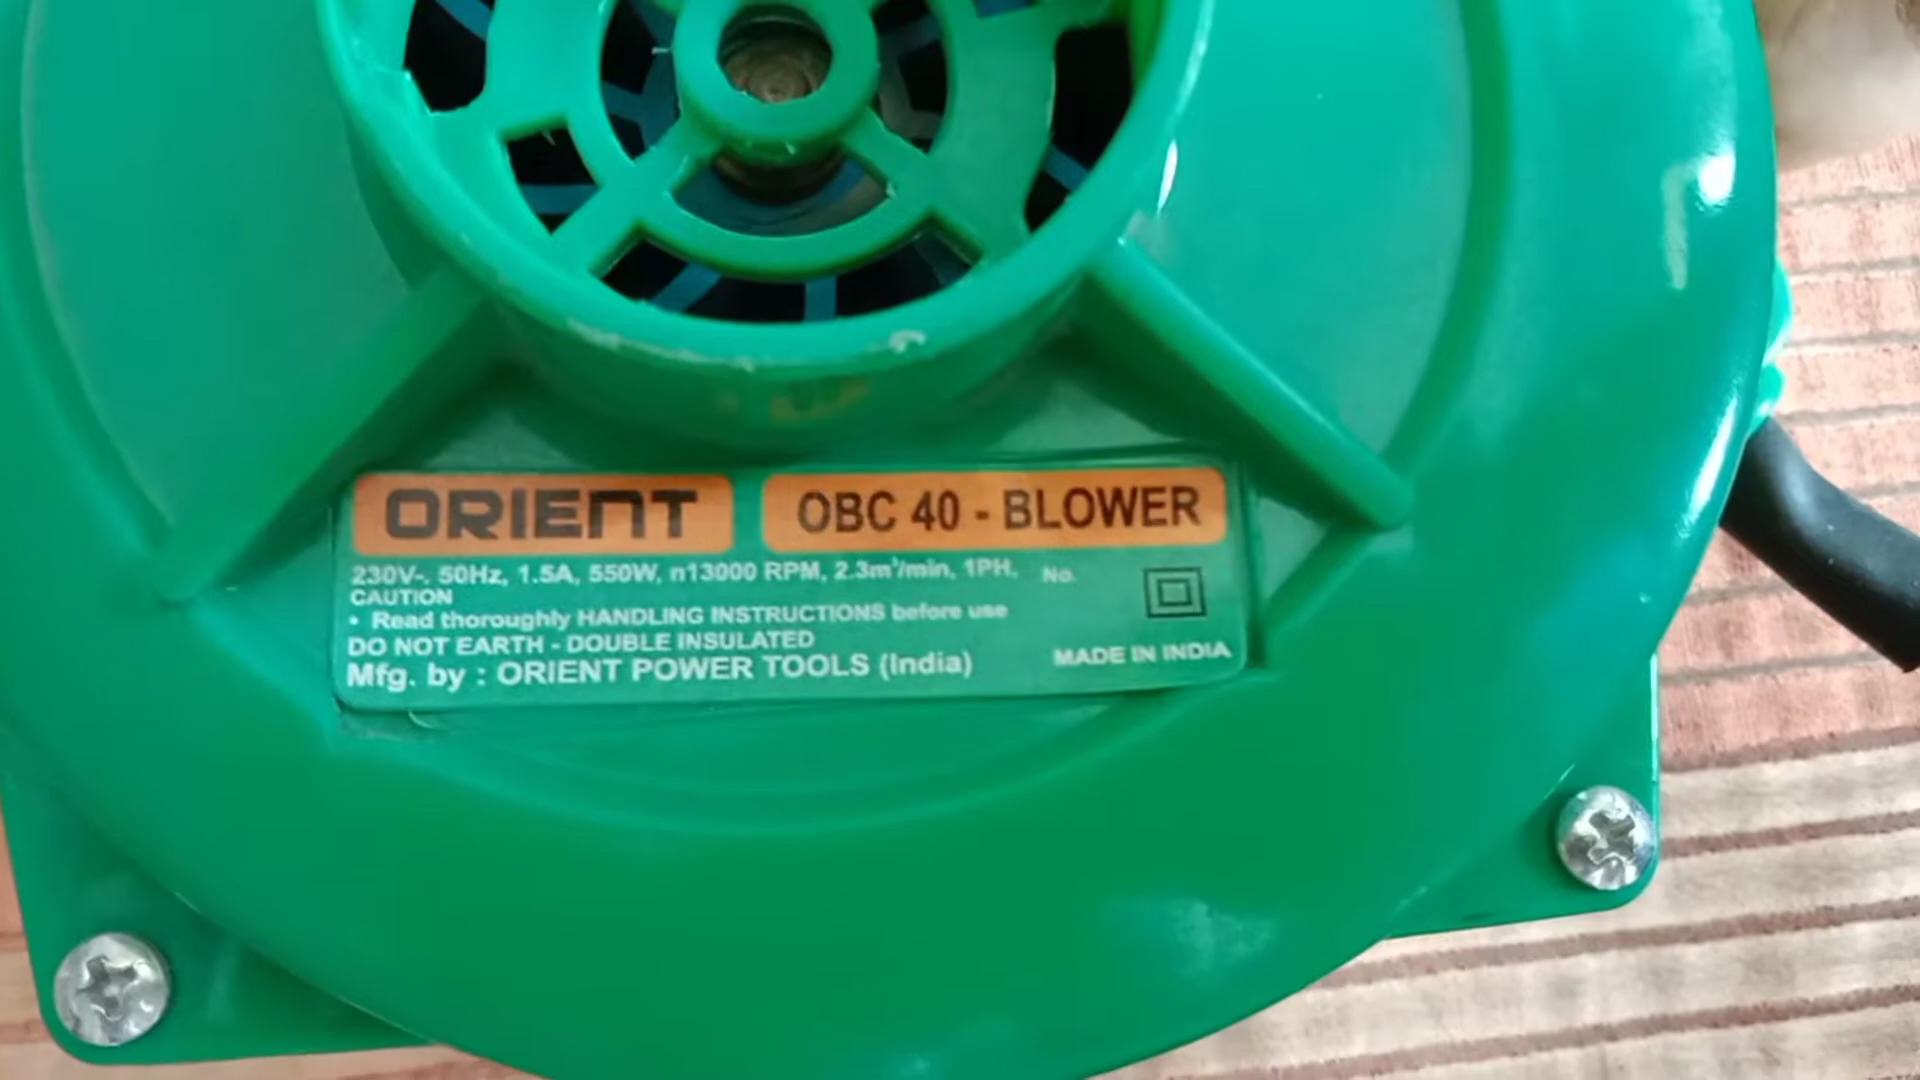 ORIENT OBC 40 - BLOWER
230V~, 50Hz, 1.5A, 550W, n13000 RPM, 2.3m³/min, 1PH, No.
CAUTION
• Read thoroughly HANDLING INSTRUCTIONS before use
DO NOT EARTH - DOUBLE INSULATED
Mfg. by : ORIENT POWER TOOLS (India) MADE IN INDIA